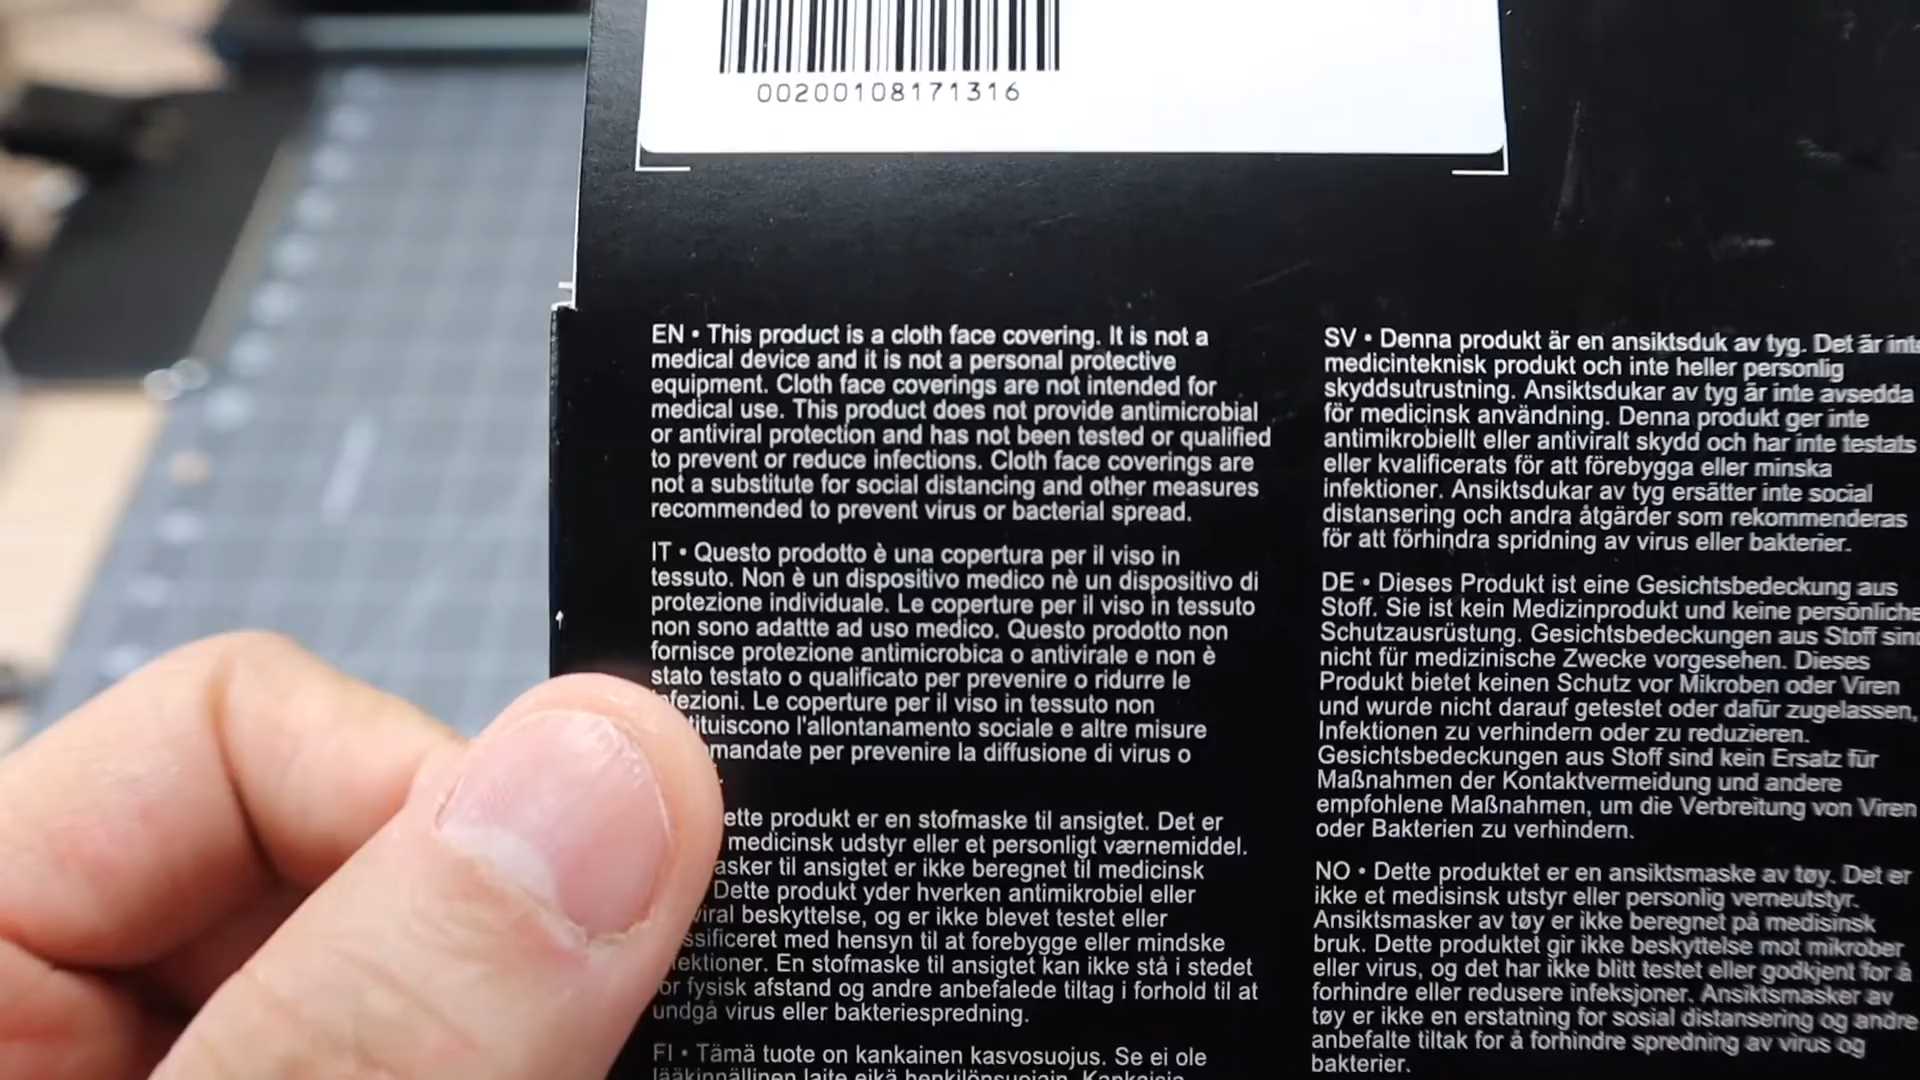 00200108171316
EN • This product is a cloth face covering. It is not a
medical device and it is not a personal protective
equipment. Cloth face coverings are not intended for
medical use. This product does not provide antimicrobial
or antiviral protection and has not been tested or qualified
to prevent or reduce infections. Cloth face coverings are
not a substitute for social distancing and other measures
recommended to prevent virus or bacterial spread.
IT • Questo prodotto è una copertura per il viso in
tessuto. Non è un dispositivo medico nè un dispositivo di
protezione individuale. Le coperture per il viso in tessuto
non sono adattte ad uso medico. Questo prodotto non
fornisce protezione antimicrobica o antivirale e non è
stato testato o qualificato per prevenire o ridurre le
fezioni. Le coperture per il viso in tessuto non
tituiscono l'allontanamento sociale e altre misure
mandate per prevenire la diffusione di virus o
ette produkt er en stofmaske til ansigtet. Det er
medicinsk udstyr eller et personligt værnemiddel.
asker til ansigtet er ikke beregnet til medicinsk
Dette produkt yder hverken antimikrobiel eller
viral beskyttelse, og er ikke blevet testet eller
ssificeret med hensyn til at forebygge eller mindske
fektioner. En stofmaske til ansigtet kan ikke stå i stedet
for fysisk afstand og andre anbefalede tiltag i forhold til at
undgå virus eller bakteriespredning.
FI • Tämä tuote on kankainen kasvosuojus. Se ei ole
lääkinnällinen laite eikä henkilönsuojain. Kankaisia
SV • Denna produkt är en ansiktsduk av tyg. Det är inte
medicinteknisk produkt och inte heller personlig
skyddsutrustning. Ansiktsdukar av tyg är inte avsedda
för medicinsk användning. Denna produkt ger inte
antimikrobiellt eller antiviralt skydd och har inte testats
eller kvalificerats för att förebygga eller minska
infektioner. Ansiktsdukar av tyg ersätter inte social
distansering och andra åtgärder som rekommenderas
för att förhindra spridning av virus eller bakterier.
DE • Dieses Produkt ist eine Gesichtsbedeckung aus
Stoff. Sie ist kein Medizinprodukt und keine persönliche
Schutzausrüstung. Gesichtsbedeckungen aus Stoff sind
nicht für medizinische Zwecke vorgesehen. Dieses
Produkt bietet keinen Schutz vor Mikroben oder Viren
und wurde nicht darauf getestet oder dafür zugelassen,
Infektionen zu verhindern oder zu reduzieren.
Gesichtsbedeckungen aus Stoff sind kein Ersatz für
Maßnahmen der Kontaktvermeidung und andere
empfohlene Maßnahmen, um die Verbreitung von Viren
oder Bakterien zu verhindern.
NO • Dette produktet er en ansiktsmaske av tøy. Det er
ikke et medisinsk utstyr eller personlig verneutstyr.
Ansiktsmasker av tøy er ikke beregnet på medisinsk
bruk. Dette produktet gir ikke beskyttelse mot mikrober
eller virus, og det har ikke blitt testet eller godkjent for å
forhindre eller redusere infeksjoner. Ansiktsmasker av
tøy er ikke en erstatning for sosial distansering og andre
anbefalte tiltak for å forhindre spredning av virus og
bakterier.